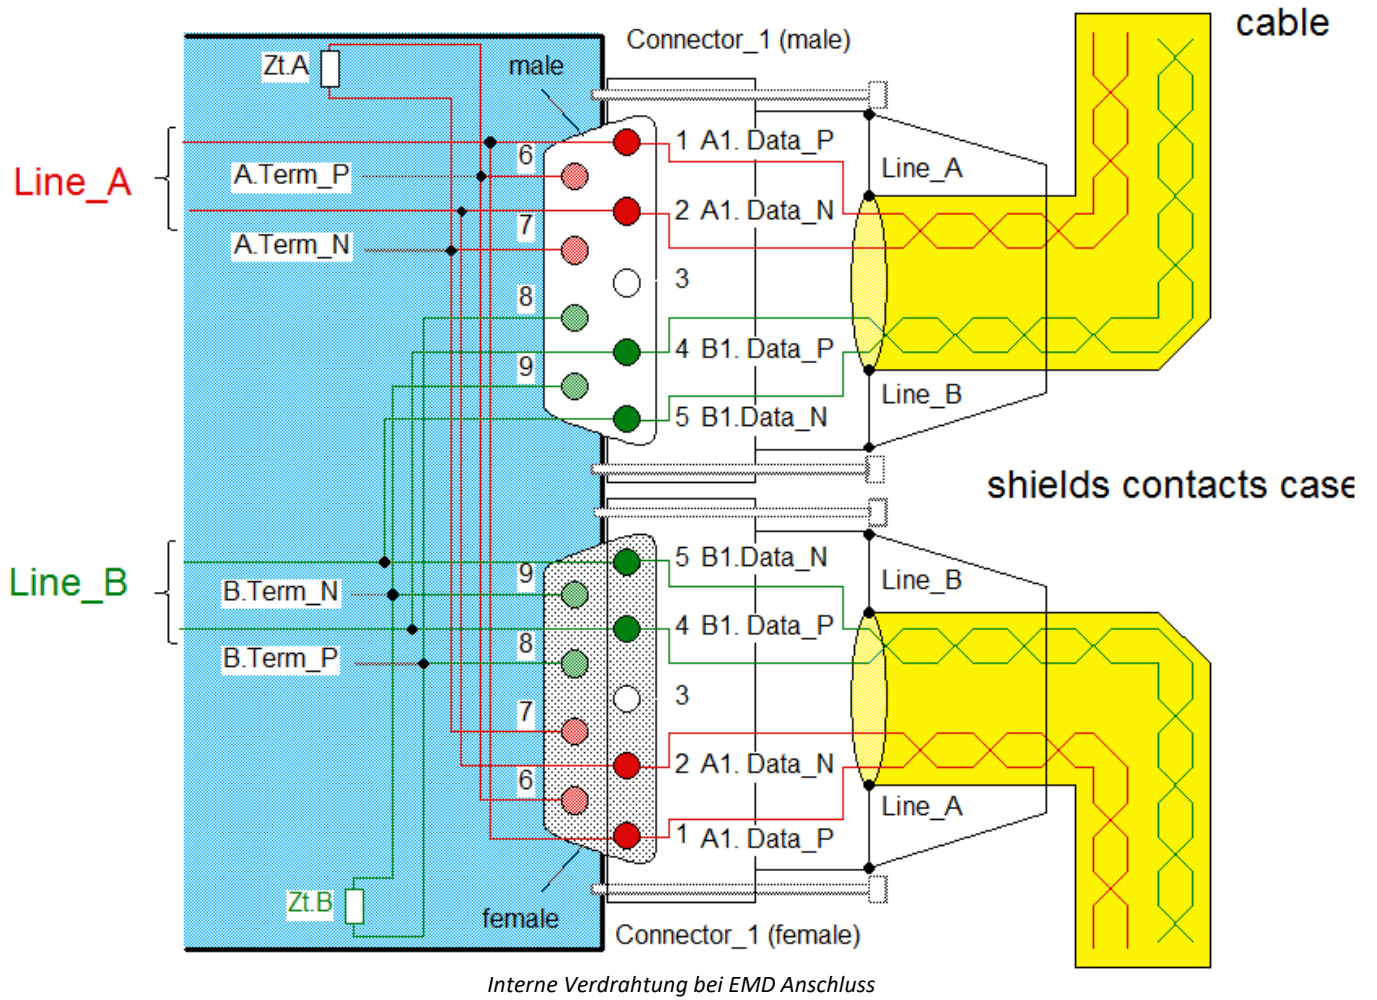 cable
Connector_1 (male)
Zt.A
male
6
1 A1. Data_P
Line_A
A.Term_P
Line_A
7
2 A1. Data_N
A.Term_N
3
8
4 B1. Data_P
9
Line_B
5 B1.Data_N
shields contacts case
5 B1.Data_N
9
Line_B
Line_B
B.Term_N
4 B1. Data_P
8
B.Term_P
3
7
2 A1. Data_N
6
Line_A
1 A1. Data_P
Zt.B
female
Connector_1 (female)
Interne Verdrahtung bei EMD Anschluss